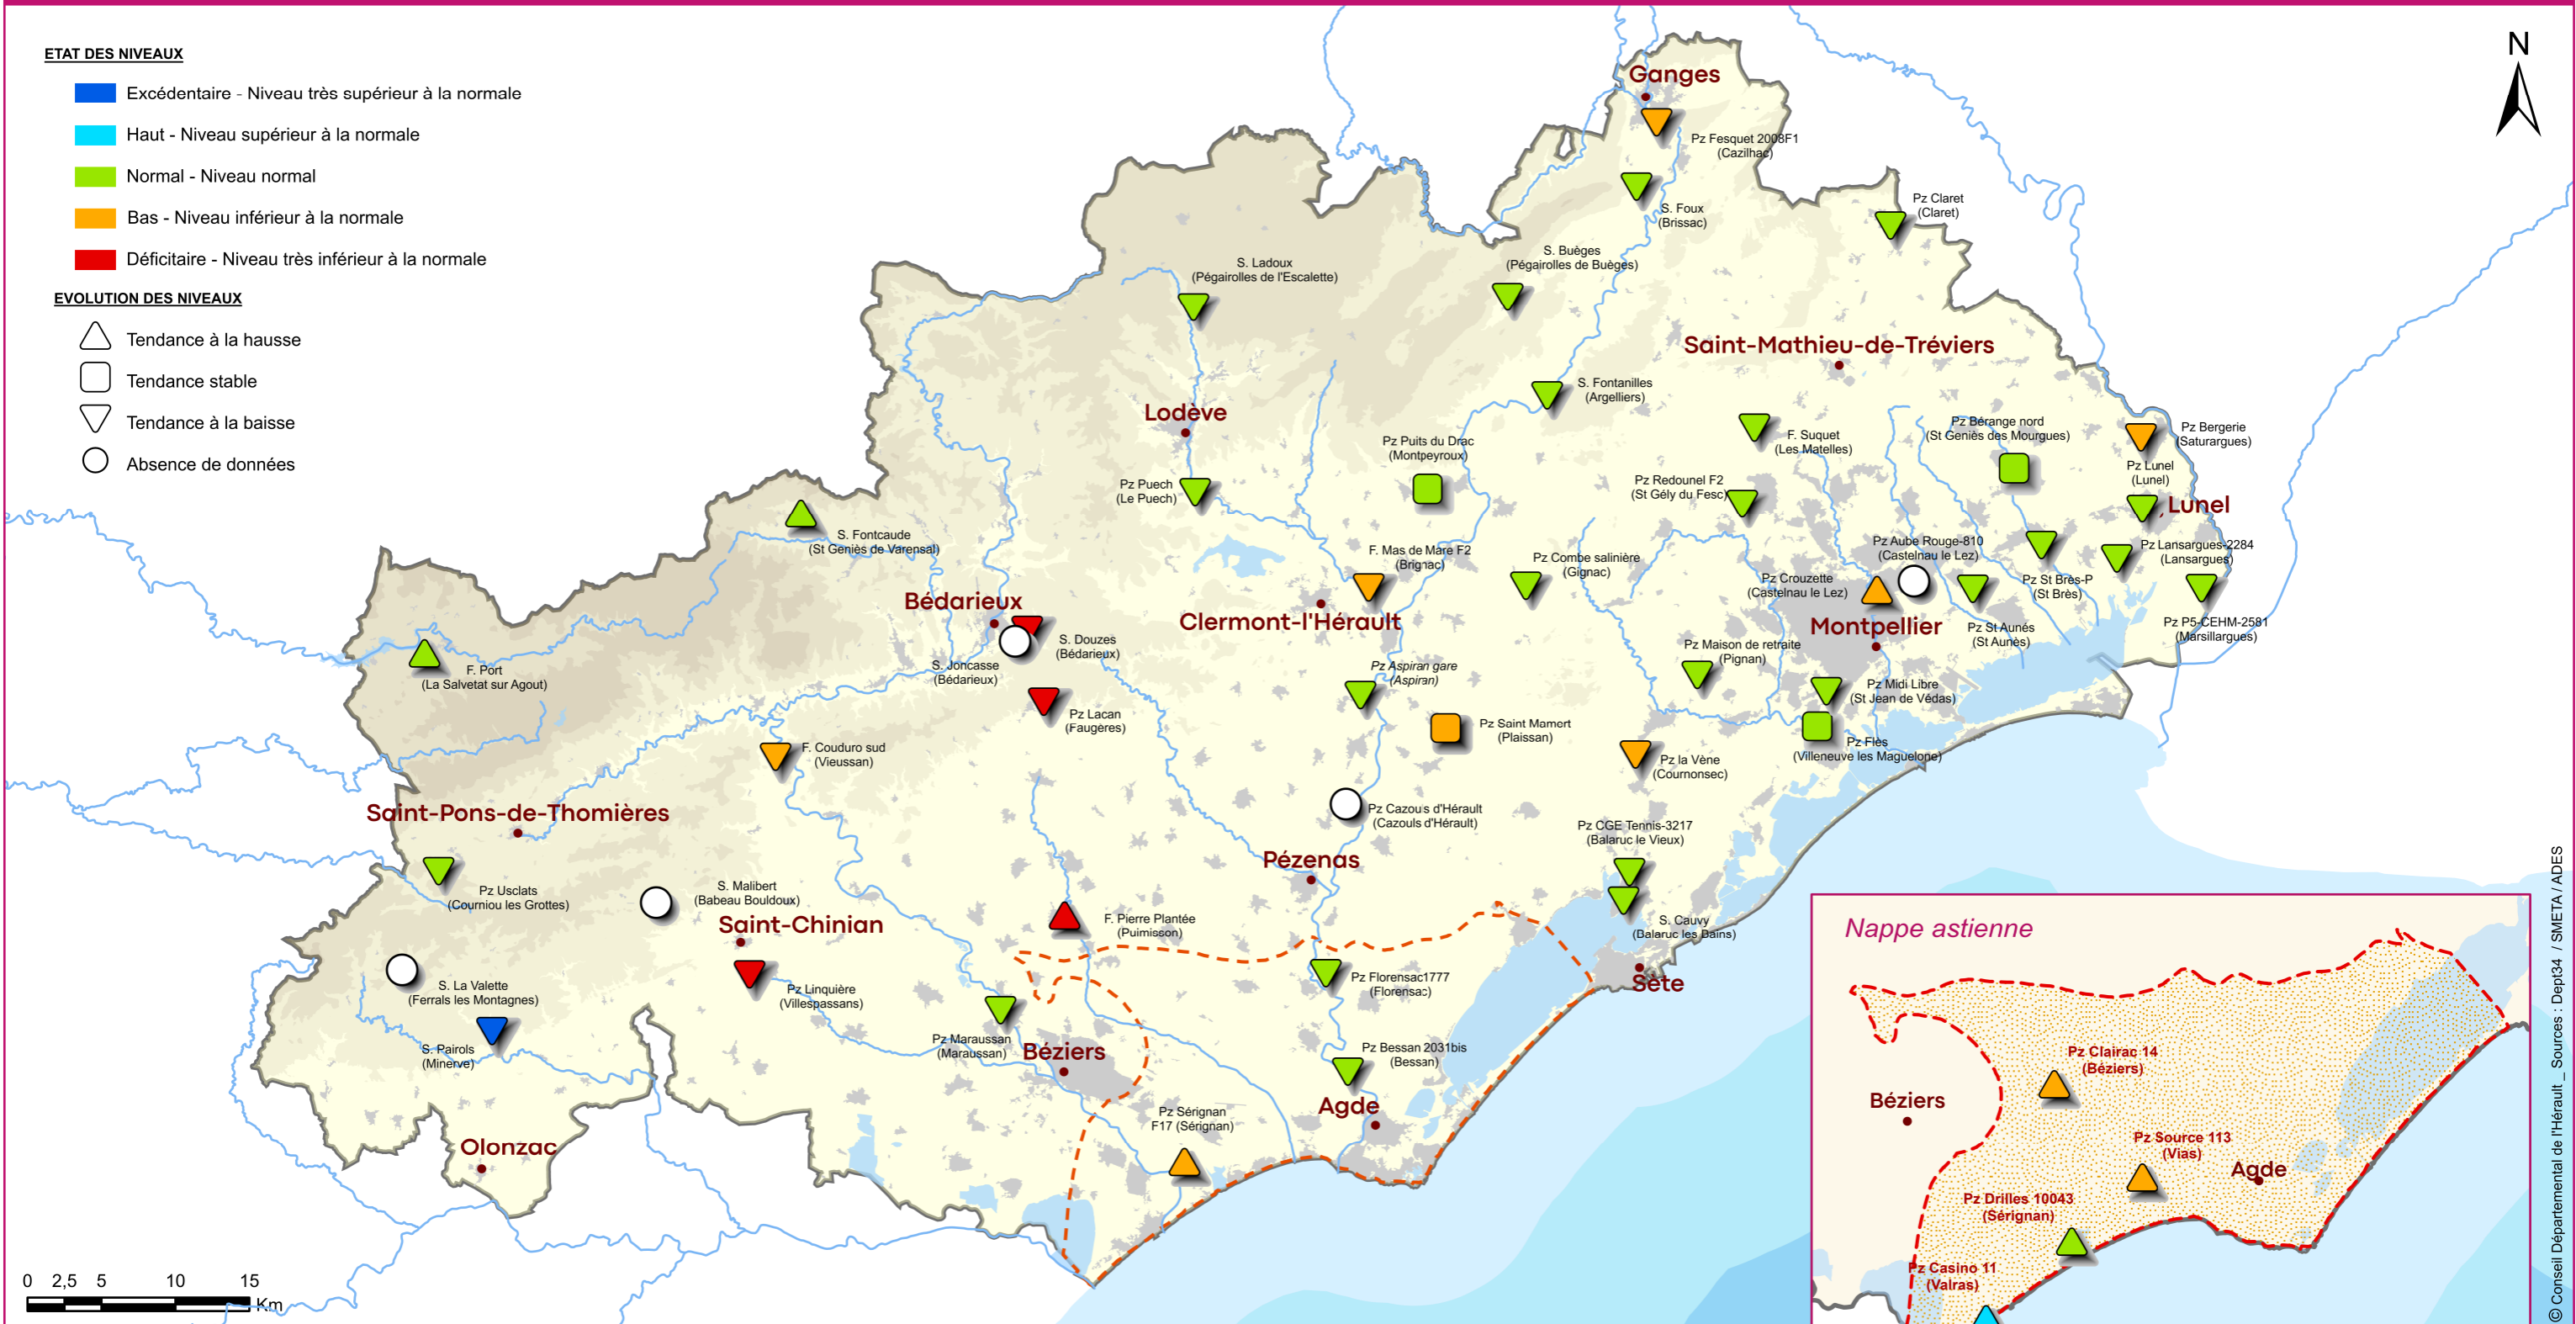 ETAT DES NIVEAUX
Excédentaire - Niveau très supérieur à la normale
Haut - Niveau supérieur à la normale
Normal - Niveau normal
Bas - Niveau inférieur à la normale
Déficitaire - Niveau très inférieur à la normale
EVOLUTION DES NIVEAUX
Tendance à la hausse
Tendance stable
Tendance à la baisse
Absence de données
N
Ganges
Pz Fesquet 2008F1
(Cazilhac)
S. Foux
(Brissac)
Pz Claret
(Claret)
S. Buèges
(Pégairolles de Buèges)
S. Ladoux
(Pégairolles de l'Escalette)
Saint-Mathieu-de-Tréviers
S. Fontanilles
(Argelliers)
Lodève
Pz Puits du Drac
(Montpeyroux)
F. Suquet
(Les Matelles)
Pz Bérange nord
(St Geniès des Mourgues)
Pz Bergerie
(Saturargues)
Pz Lunel
(Lunel)
Lunel
Pz Puech
(Le Puech)
Pz Redounel F2
(St Gély du Fesc)
S. Fontcaude
(St Geniès de Varensal)
F. Mas de Mare F2
(Brignac)
Pz Combe salinière
(Gignac)
Pz Aube Rouge-810
(Castelnau le Lez)
Pz Lansargues-2284
(Lansargues)
Pz Crouzette
(Castelnau le Lez)
Pz St Brès-P
(St Brès)
Bédarieux
Clermont-l'Hérault
Montpellier
Pz St Aunés
(St Aunès)
Pz P5-CEHM-2581
(Marsillargues)
S. Douzes
(Bédarieux)
S. Joncasse
(Bédarieux)
Pz Maison de retraite
(Pignan)
F. Port
(La Salvetat sur Agout)
Pz Aspiran gare
(Aspiran)
Pz Midi Libre
(St Jean de Védas)
Pz Lacan
(Faugères)
Pz Saint Mamert
(Plaissan)
F. Couduro sud
(Vieussan)
Pz la Vène
(Cournonsec)
Pz Flès
(Villeneuve les Maguelone)
Saint-Pons-de-Thomières
Pz Cazouls d'Hérault
(Cazouls d'Hérault)
Pz CGE Tennis-3217
(Balaruc le Vieux)
Pézenas
Pz Usclats
(Courniou les Grottes)
S. Malibert
(Babeau Bouldoux)
Saint-Chinian
F. Pierre Plantée
(Puimisson)
S. Cauvy
(Balaruc les Bains)
Sète
S. La Valette
(Ferrals les Montagnes)
Pz Linquière
(Villespassans)
Pz Florensac1777
(Florensac)
S. Pairols
(Minerve)
Pz Maraussan
(Maraussan)
Béziers
Pz Bessan 2031bis
(Bessan)
Agde
Pz Sérignan
F17 (Sérignan)
Olonzac
Nappe astienne
Pz Clairac 14
(Béziers)
Béziers
Pz Source 113
(Vias)
Agde
Pz Drilles 10043
(Sérignan)
Pz Casino 11
(Valras)
0 2,5 5 10 15
Km
© Conseil Départemental de l'Hérault _ Sources : Dept34 / SMETA / ADES